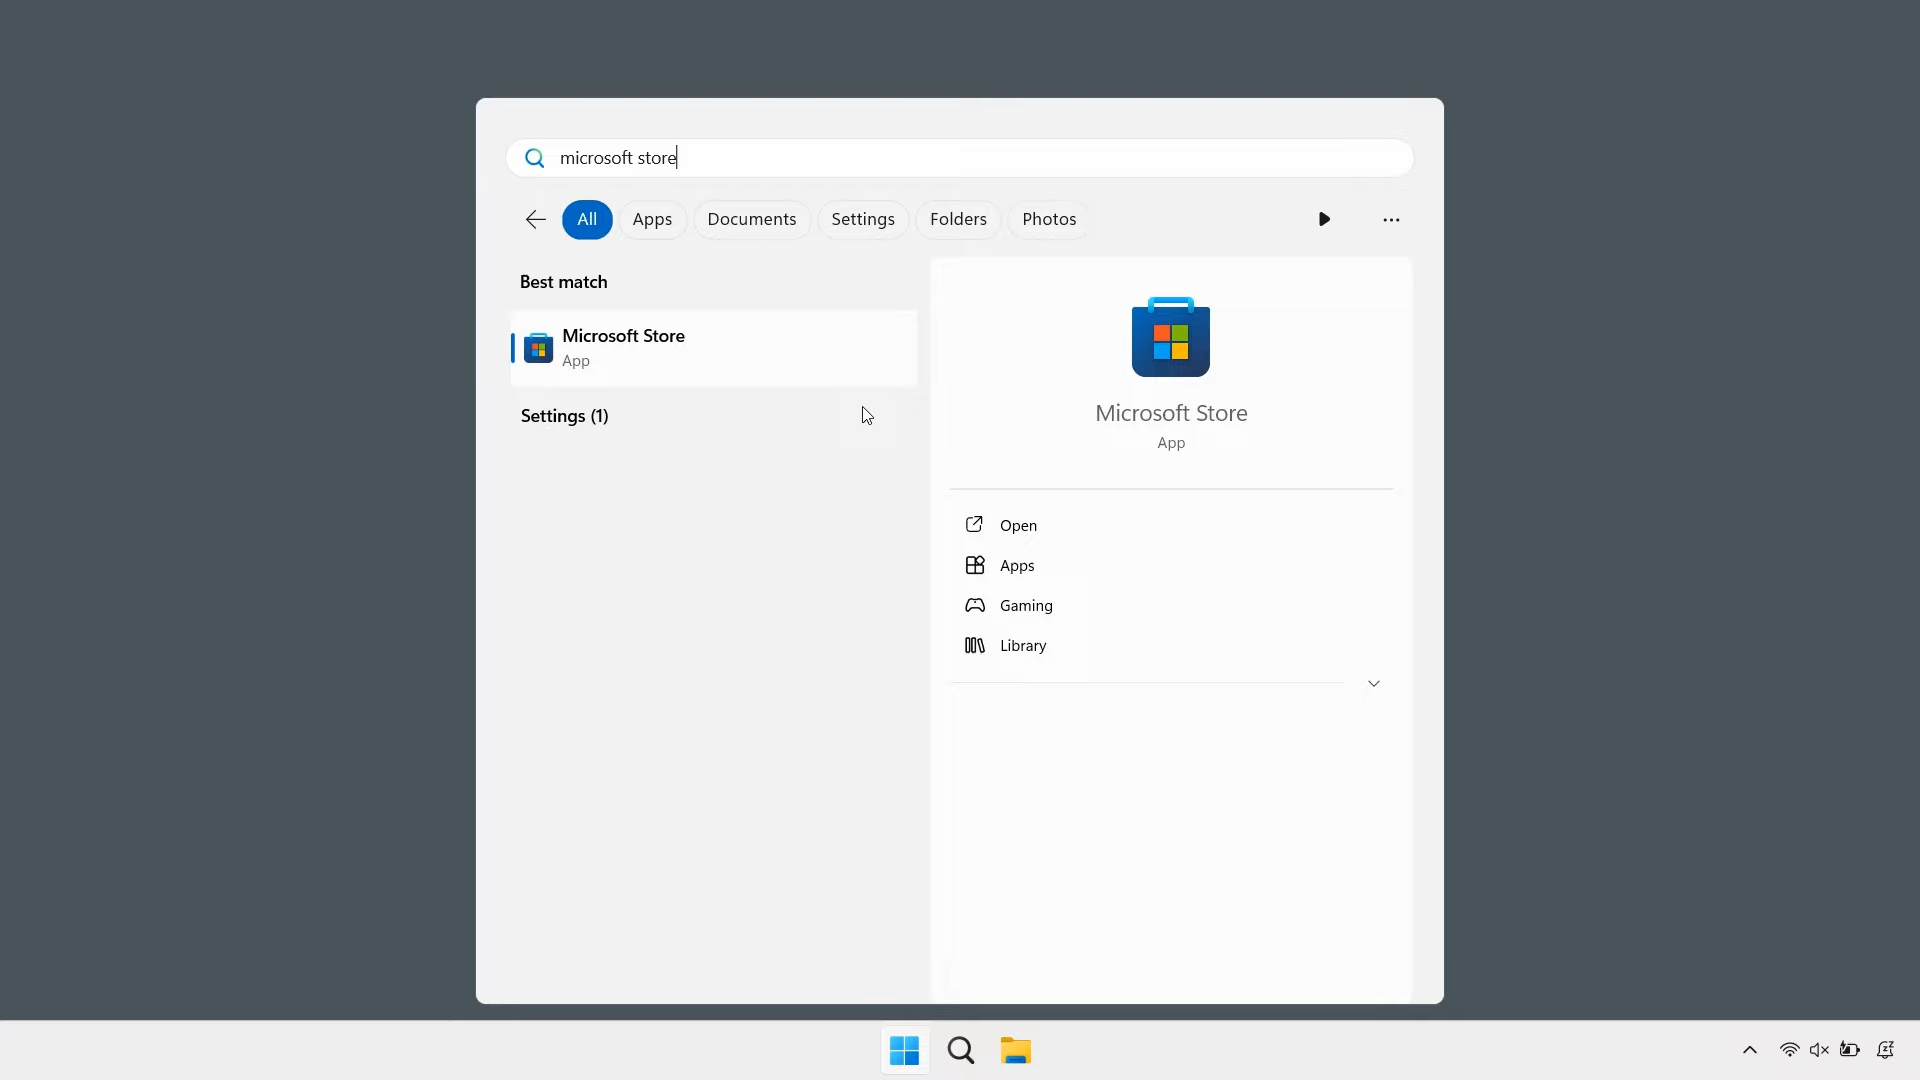 microsoft store
All
Apps
Documents
Settings
Folders
Photos
Best match
Microsoft Store
App
Settings (1)
Microsoft Store
App
Open
Apps
Gaming
Library